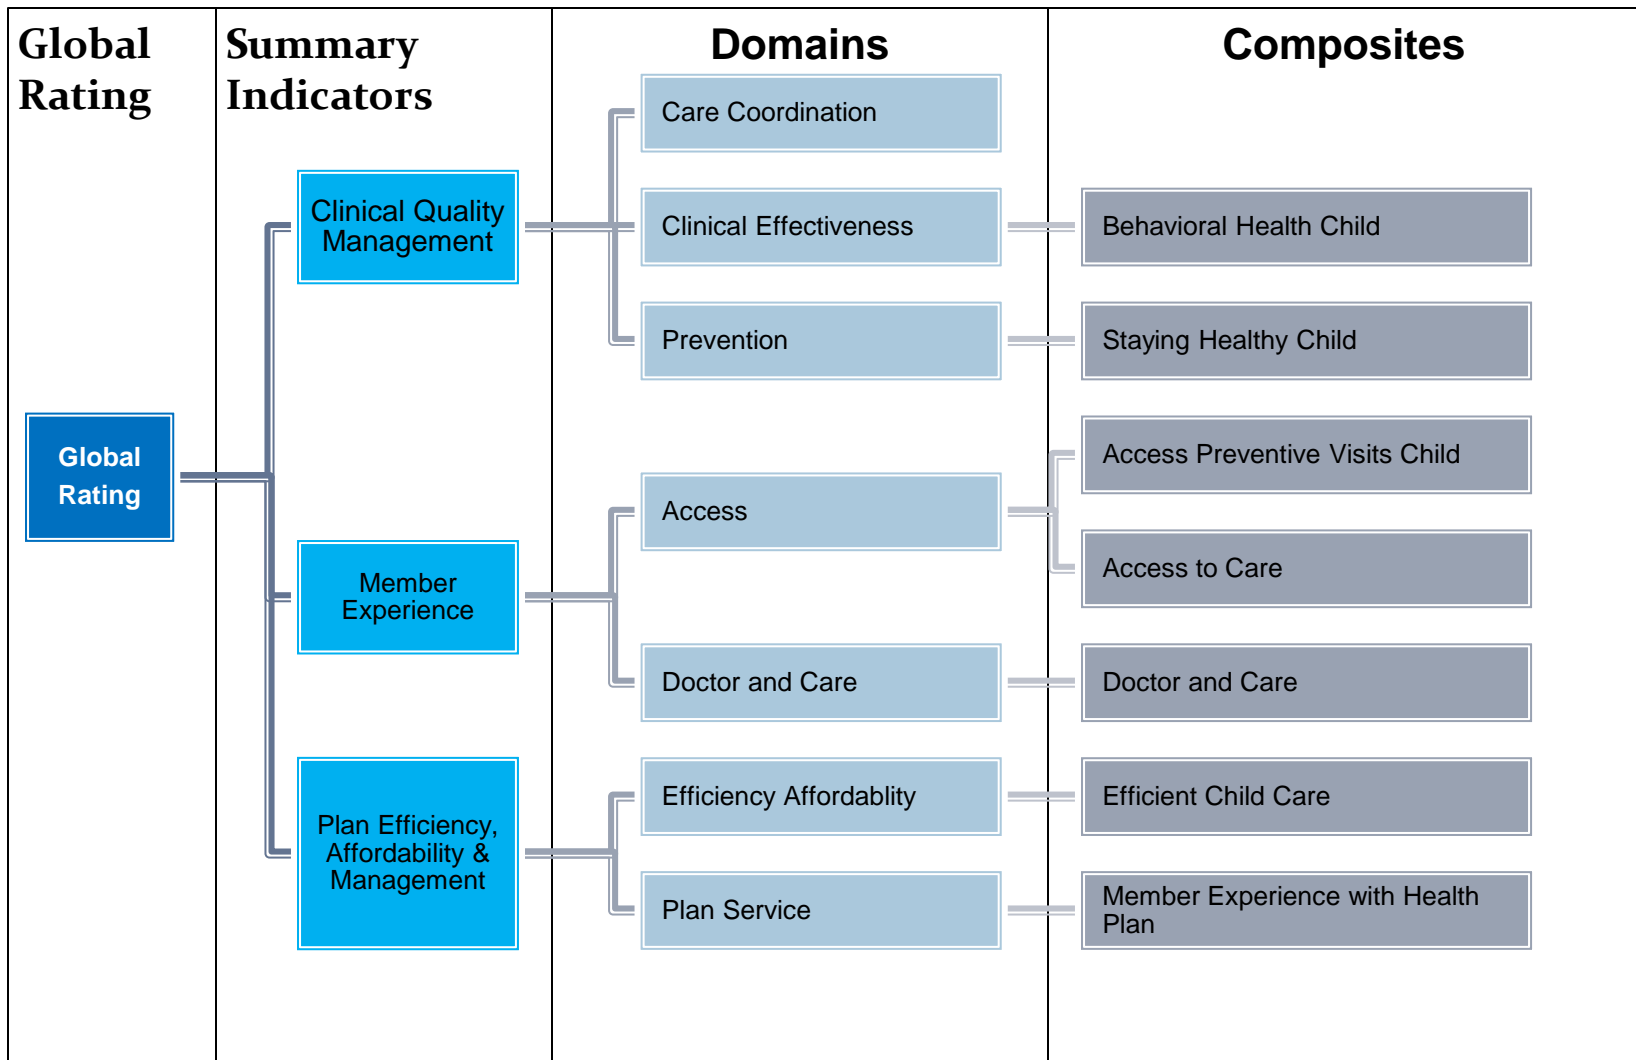 Global
Rating
Summary
Indicators
Domains
Composites
Global
Rating
Clinical Quality
Management
Member
Experience
Plan Efficiency,
Affordability &
Management
Care Coordination
Clinical Effectiveness
Prevention
Access
Doctor and Care
Efficiency Affordablity
Plan Service
Behavioral Health Child
Staying Healthy Child
Access Preventive Visits Child
Access to Care
Doctor and Care
Efficient Child Care
Member Experience with Health
Plan